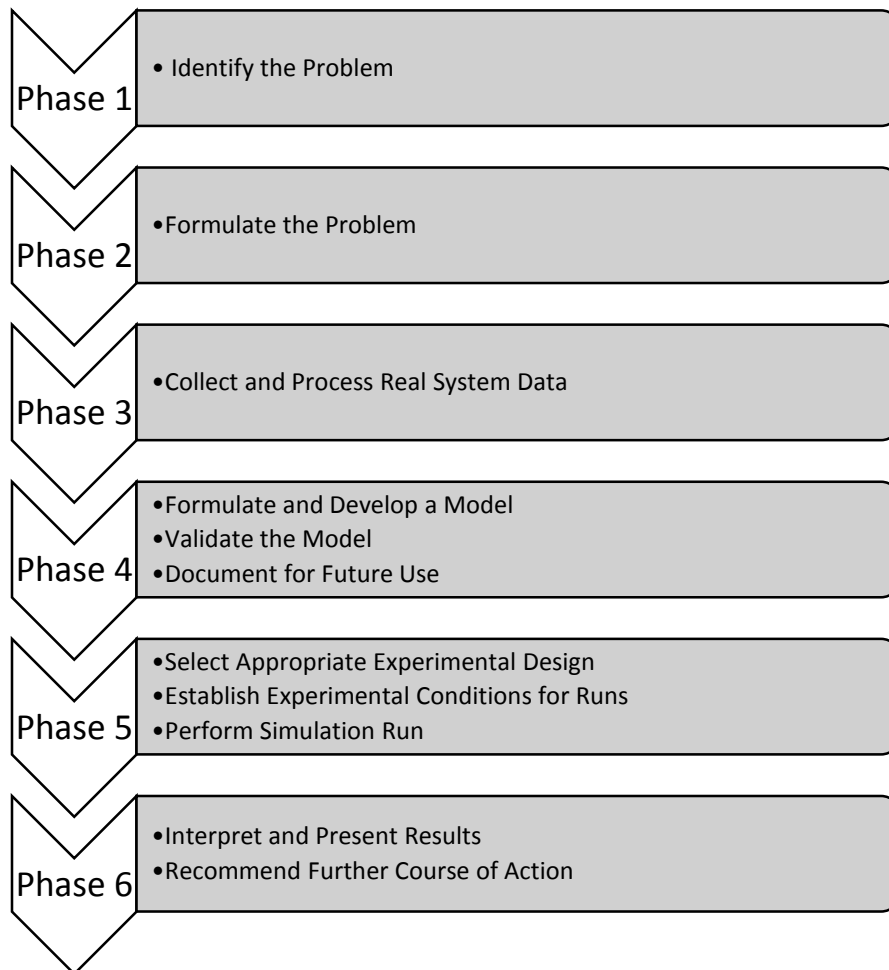 Phase 1
• Identify the Problem
Phase 2
•Formulate the Problem
Phase 3
•Collect and Process Real System Data
Phase 4
•Formulate and Develop a Model
•Validate the Model
•Document for Future Use
Phase 5
•Select Appropriate Experimental Design
•Establish Experimental Conditions for Runs
•Perform Simulation Run
Phase 6
•Interpret and Present Results
•Recommend Further Course of Action